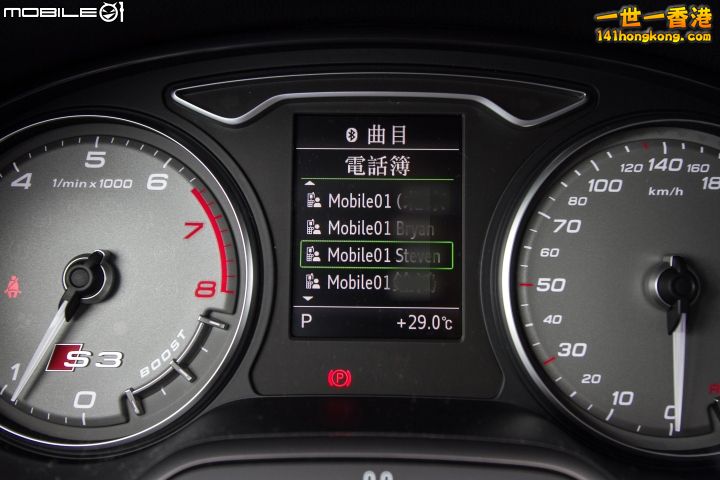 MOBILE01
一世一香港
141hongkong.com
曲目
電話簿
Mobile01 (
Mobile01 Bryan
Mobile01 Steven
Mobile01
P
+29.0°C
1/min x 1000
0
1
4
5
6
7
8
S3
BOOST
km/h
0
10
20
30
40
50
60
70
80
100
120
140
160
18
(P)